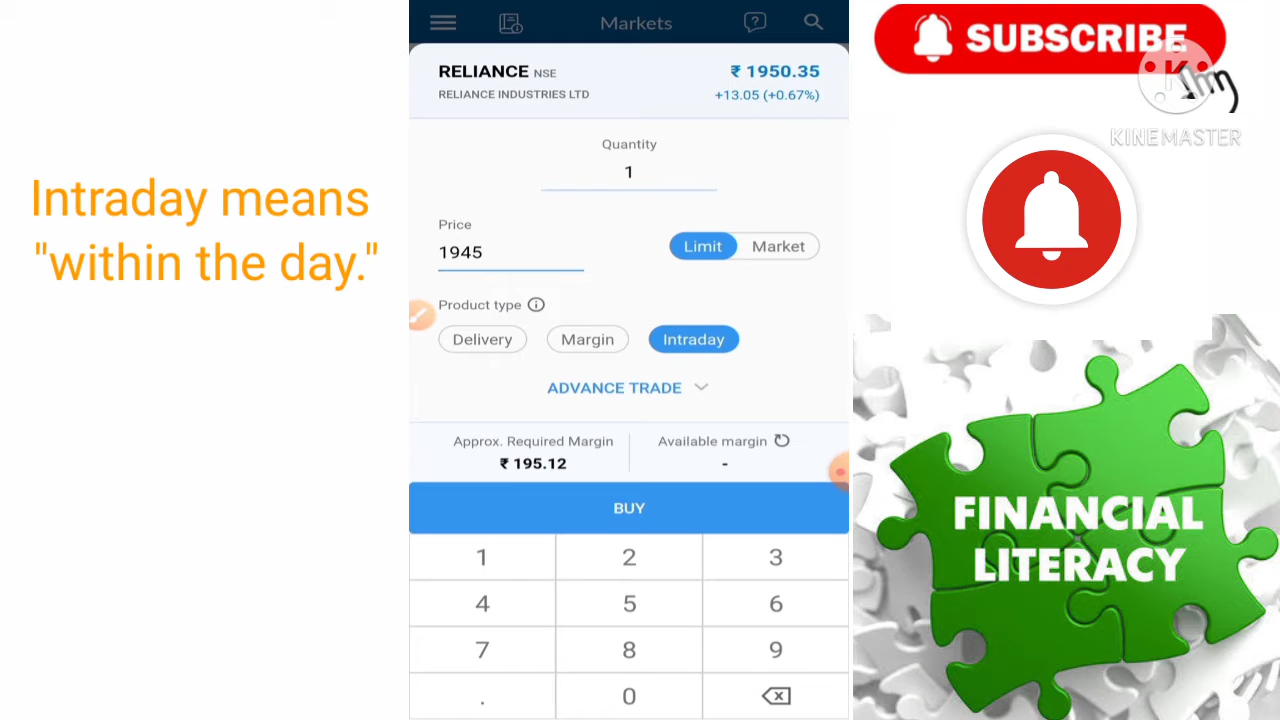 Intraday means
"within the day."
Markets
RELIANCE NSE
₹ 1950.35
RELIANCE INDUSTRIES LTD
+13.05 (+0.67%)
Quantity
1
Price
1945
Limit
Market
Product type
Delivery
Margin
Intraday
ADVANCE TRADE
Approx. Required Margin
₹ 195.12
Available margin
-
BUY
1 2 3
4 5 6
7 8 9
. 0
SUBSCRIBE
K
KINEMASTER
FINANCIAL
LITERACY